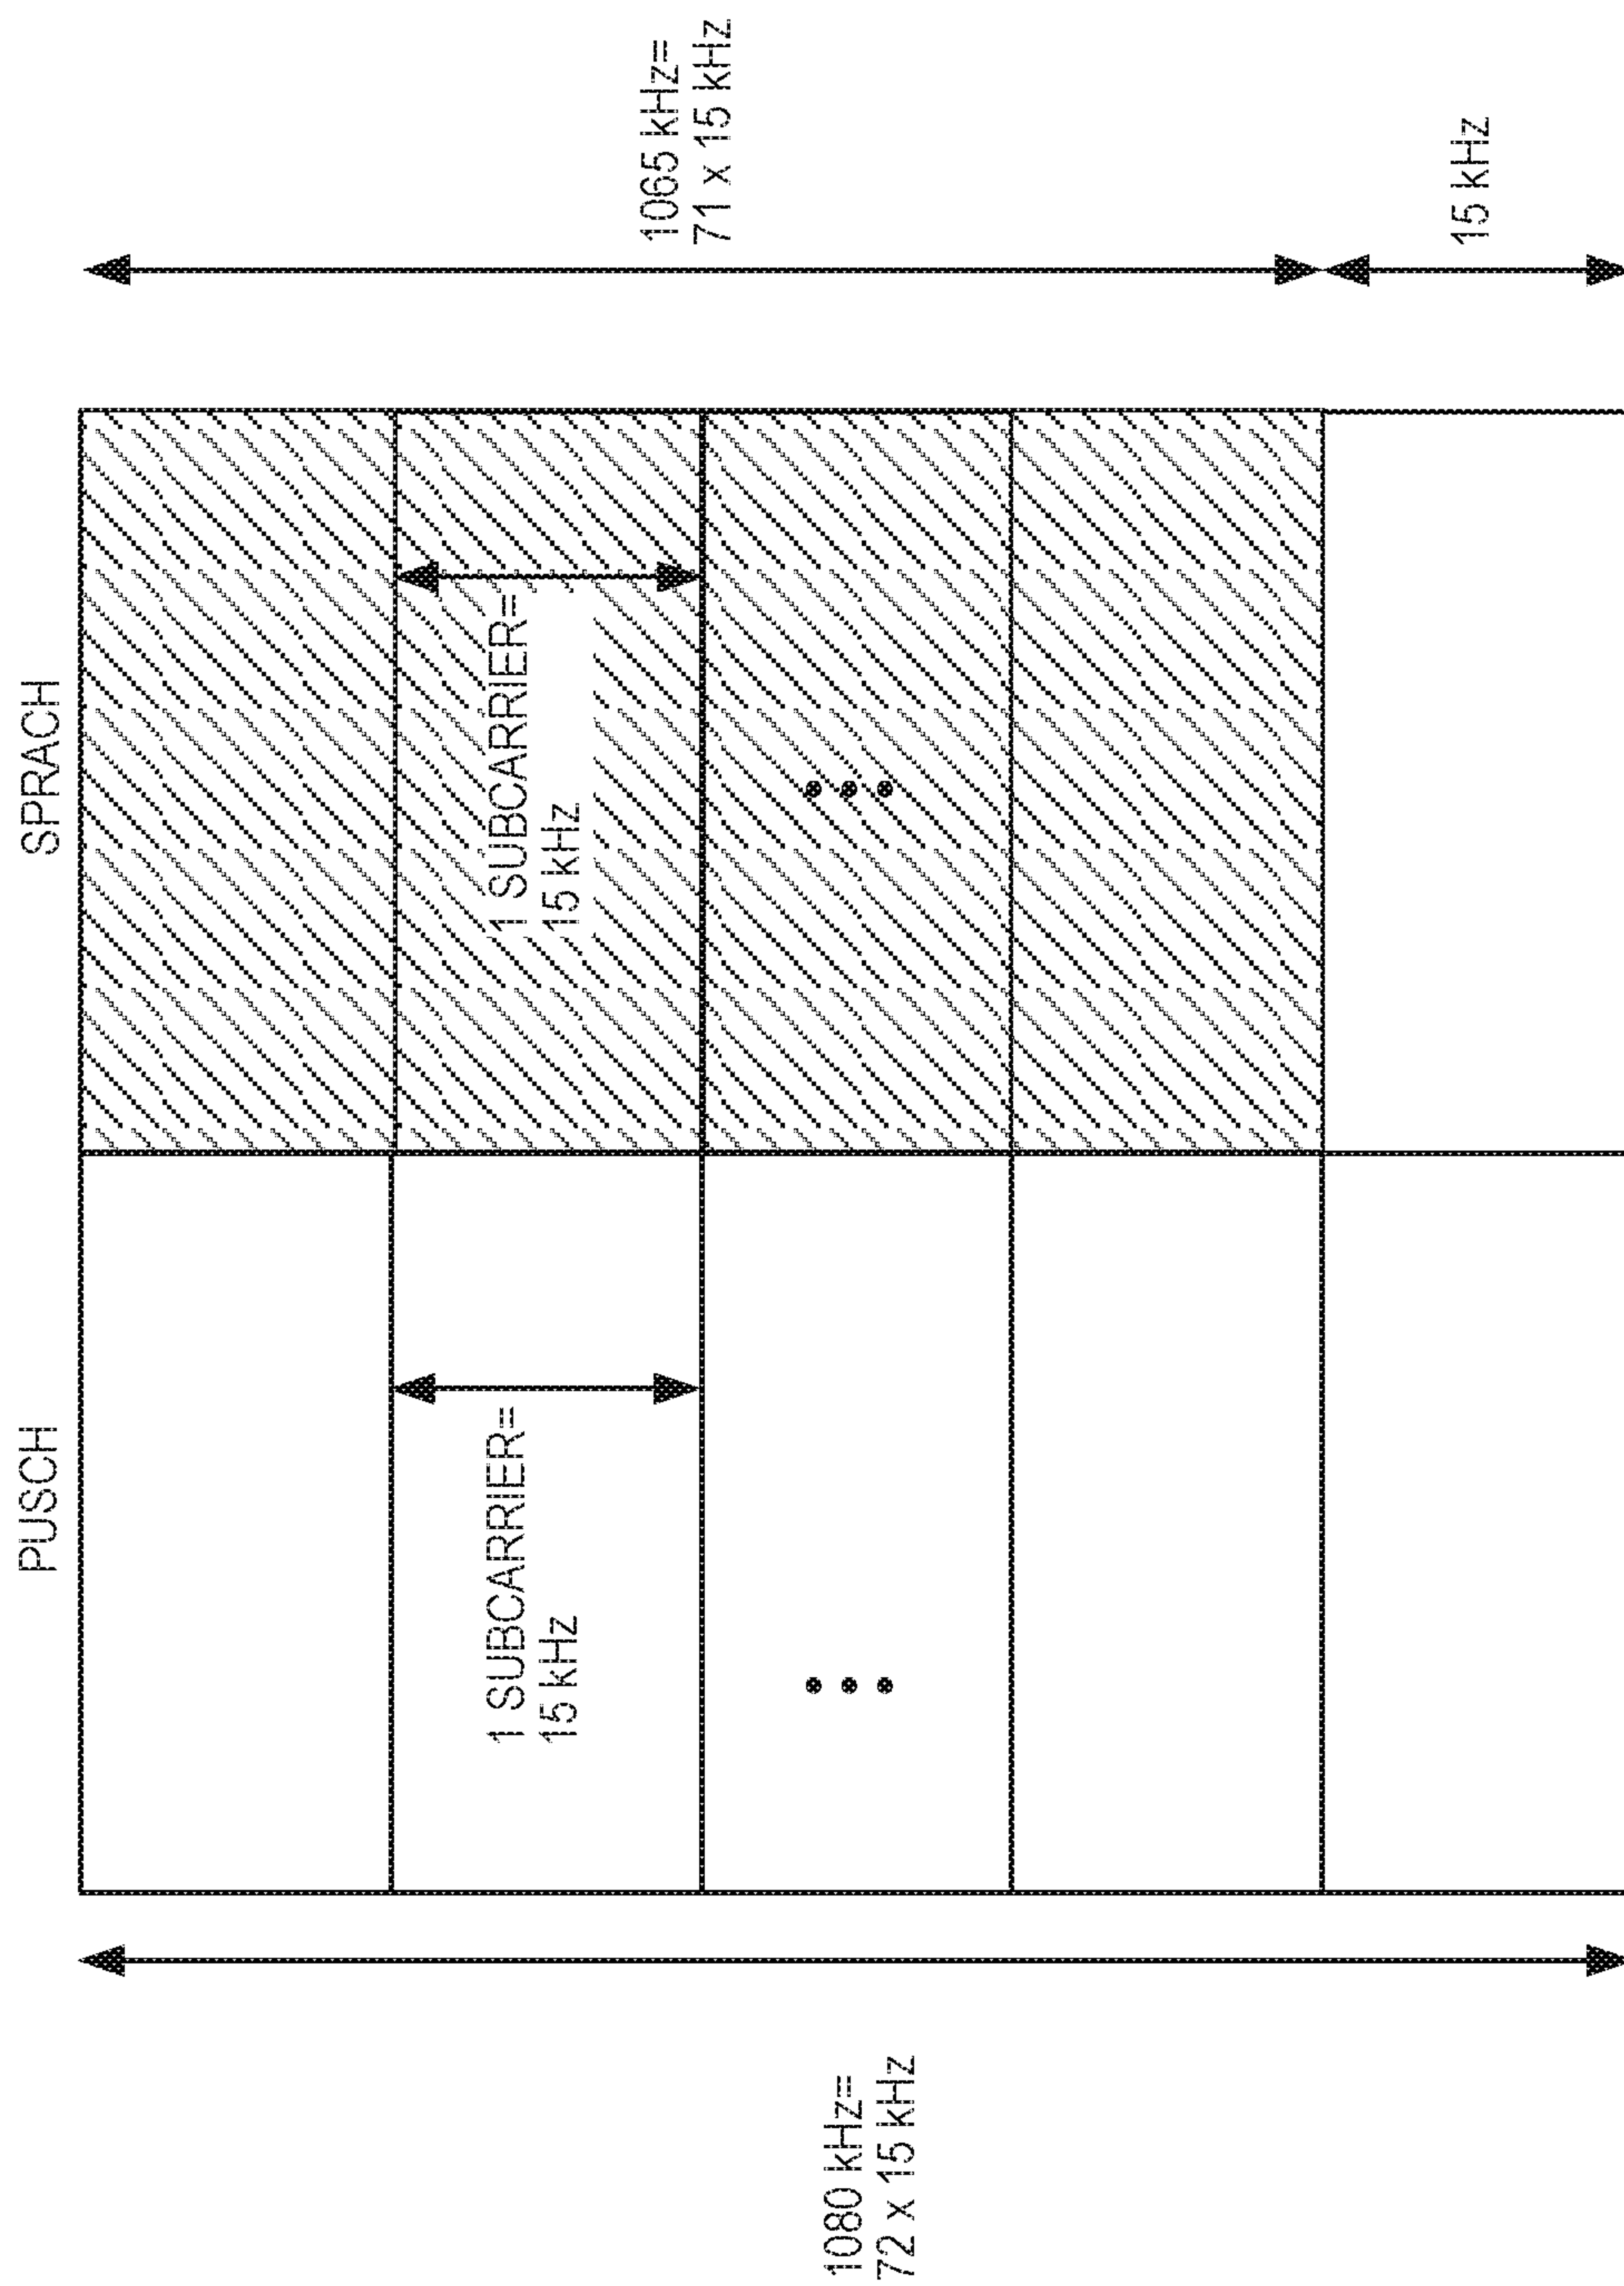 PUSCH
SPRACH
1 SUBCARRIER=
15 kHz
1 SUBCARRIER=
15 kHz
1080 kHz=
72 x 15 kHz
1065 kHz=
71 x 15 kHz
15 kHz